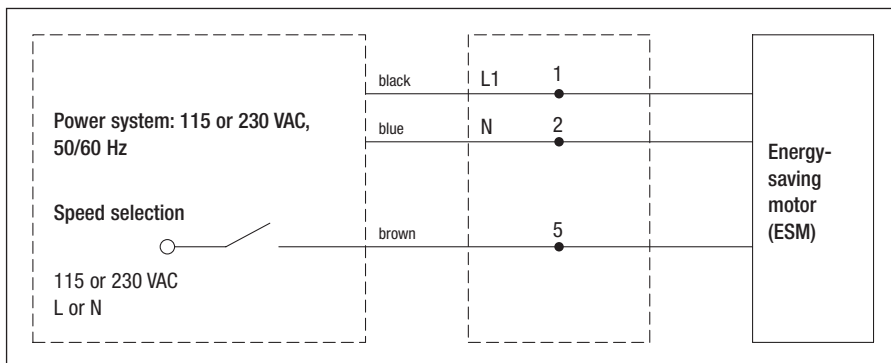 Power system: 115 or 230 VAC,
50/60 Hz
Speed selection
115 or 230 VAC
L or N
black
blue
brown
L1
1
N
2
5
Energy-
saving
motor
(ESM)